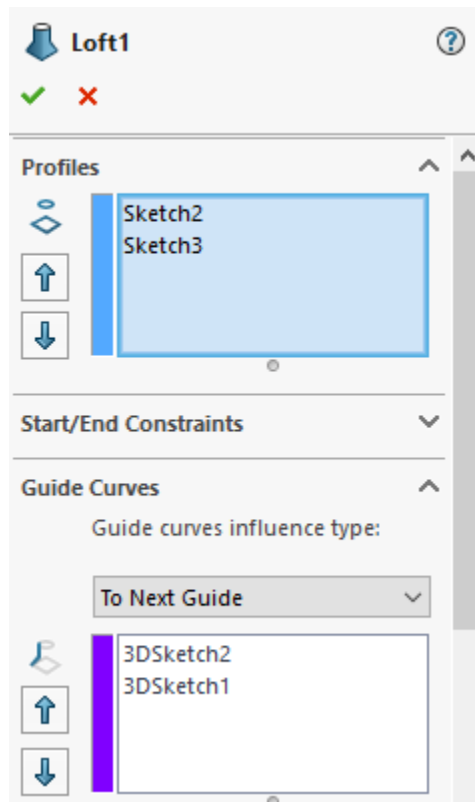 Loft1
Profiles
Sketch2
Sketch3
Start/End Constraints
Guide Curves
Guide curves influence type:
To Next Guide
3DSketch2
3DSketch1